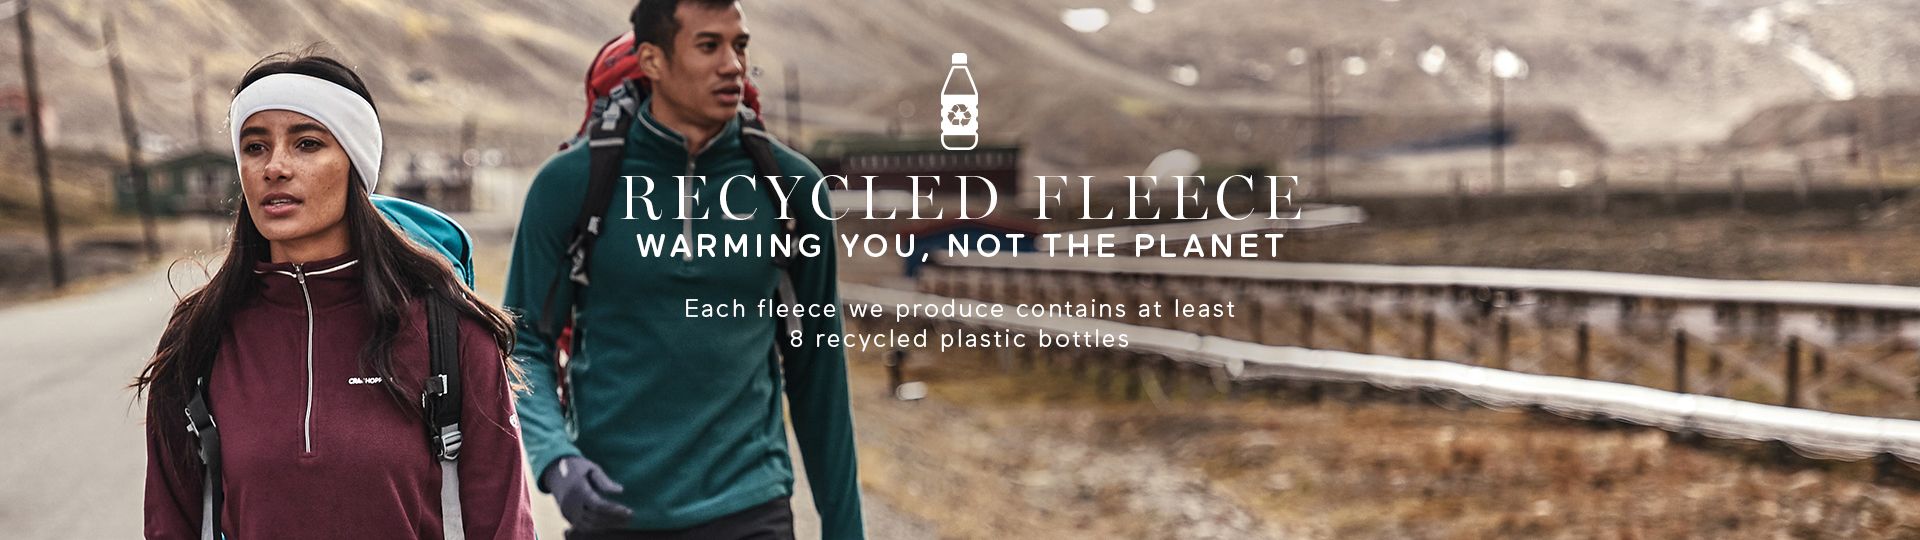 RECYCLED FLEECE
WARMING YOU, NOT THE PLANET
Each fleece we produce contains at least
8 recycled plastic bottles